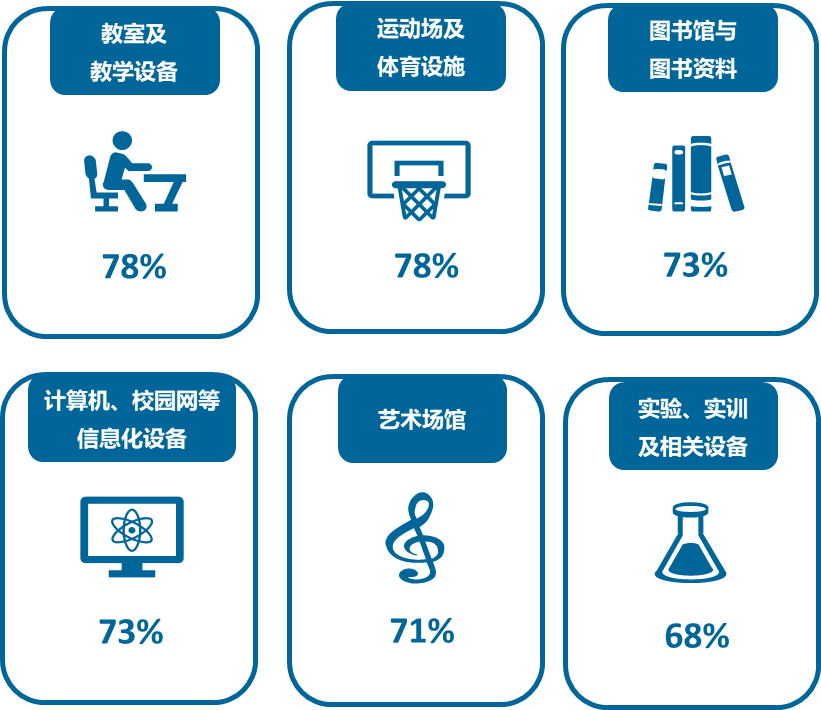 教室及
教学设备
78%
运动场及
体育设施
78%
图书馆与
图书资料
73%
计算机、校园网等
信息化设备
73%
艺术场馆
71%
实验、实训
及相关设备
68%